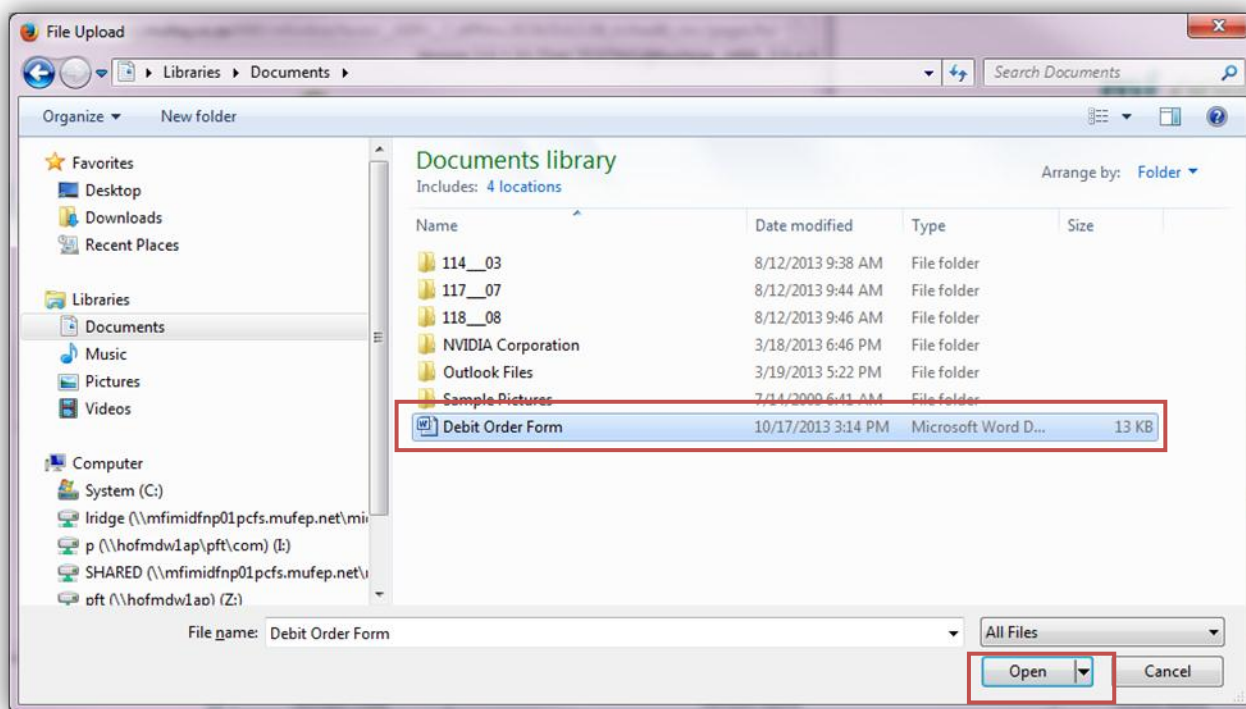 File Upload
Libraries Documents
Search Documents
Organize New folder
Favorites
Desktop
Downloads
Recent Places
Libraries
Documents
Music
Pictures
Videos
Computer
System (C:)
lridge (\\mfimidfnp01pcfs.mufep.net\mi
p (\\hofmdw1ap\pft\com) (I:)
SHARED (\\mfimidfnp01pcfs.mufep.net\
pft (\\hofmdw1ap) (Z:)
Documents library
Includes: 4 locations
Arrange by: Folder
Name Date modified Type Size
114__03 8/12/2013 9:38 AM File folder
117__07 8/12/2013 9:44 AM File folder
118__08 8/12/2013 9:46 AM File folder
NVIDIA Corporation 3/18/2013 6:46 PM File folder
Outlook Files 3/19/2013 5:22 PM File folder
Sample Pictures 7/14/2009 6:41 AM File folder
Debit Order Form 10/17/2013 3:14 PM Microsoft Word D... 13 KB
File name: Debit Order Form All Files
Open Cancel